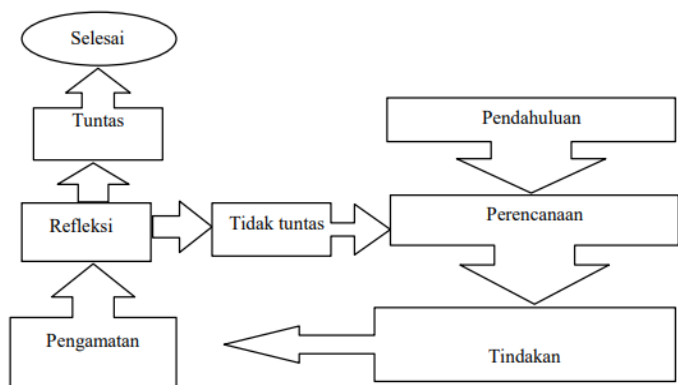 Selesai
Tuntas
Pendahuluan
Refleksi
Tidak tuntas
Perencanaan
Pengamatan
Tindakan